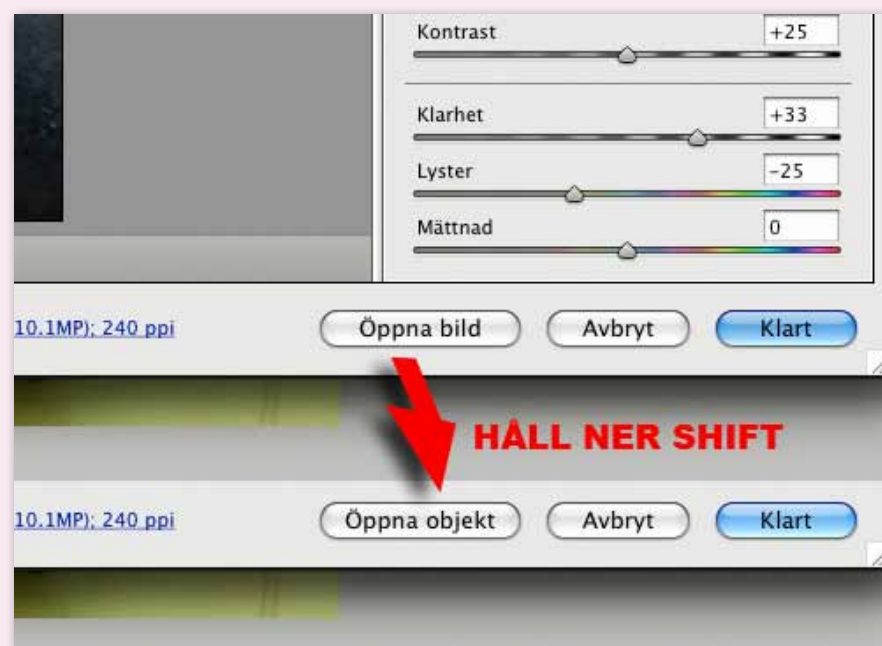 Kontrast +25
Klarhet +33
Lyster -25
Mättnad 0
10.1MP); 240 ppi Öppna bild Avbryt Klart
HÅLL NER SHIFT
10.1MP); 240 ppi Öppna objekt Avbryt Klart